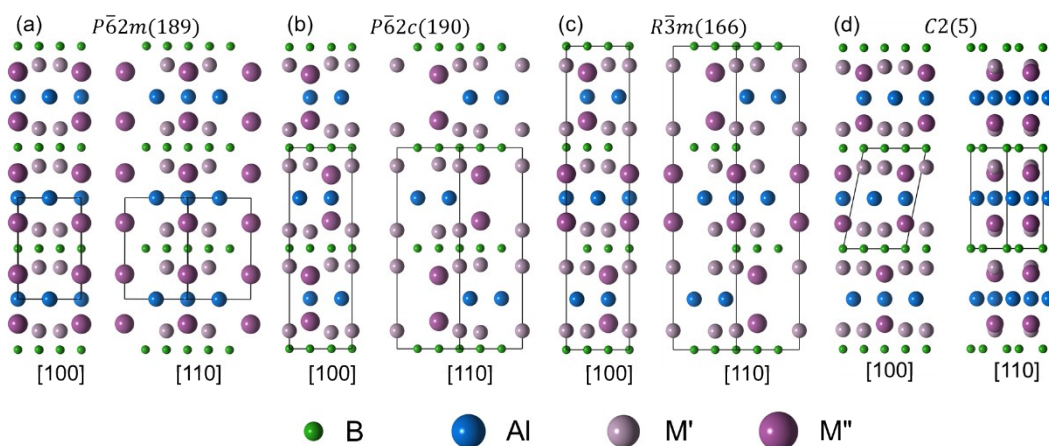 (a) P6̅2m(189) (b) P6̅2c(190) (c) R3̅m(166) (d) C2(5)
[100] [110] [100] [110] [100] [110] [100] [110]
B Al M' M"